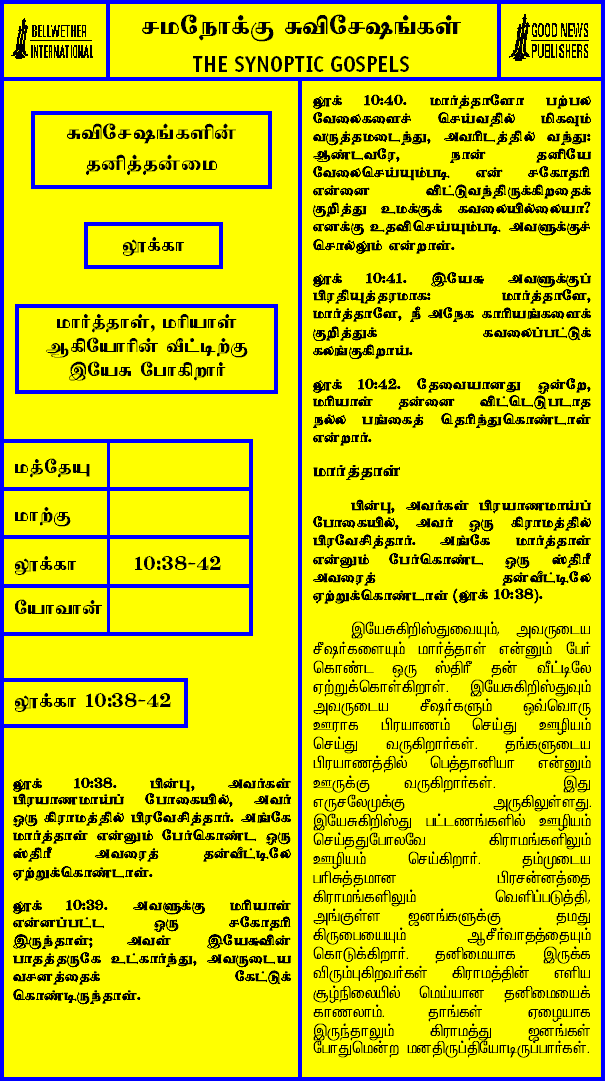 BELLWETHER
INTERNATIONAL
சமநோக்கு சுவிசேஷங்கள்
THE SYNOPTIC GOSPELS
GOOD NEWS
PUBLISHERS
சுவிசேஷங்களின்
தனித்தன்மை
லூக்கா
மார்த்தாள், மரியாள்
ஆகியோரின் வீட்டிற்கு
இயேசு போகிறார்
மத்தேயு
மாற்கு
லூக்கா 10:38-42
யோவான்
லூக்கா 10:38-42
லூக் 10:38. பின்பு, அவர்கள்
பிரயாணமாய்ப் போகையில், அவர்
ஒரு கிராமத்தில் பிரவேசித்தார். அங்கே
மார்த்தாள் என்னும் பேர்கொண்ட ஒரு
ஸ்திரீ அவரைத் தன்வீட்டிலே
ஏற்றுக்கொண்டாள்.
லூக் 10:39. அவளுக்கு மரியாள்
என்னப்பட்ட ஒரு சகோதரி
இருந்தாள்; அவள் இயேசுவின்
பாதத்தருகே உட்கார்ந்து, அவருடைய
வசனத்தைக் கேட்டுக்
கொண்டிருந்தாள்.
லூக் 10:40. மார்த்தாளோ பற்பல
வேலைகளைச் செய்வதில் மிகவும்
வருத்தமடைந்து, அவரிடத்தில் வந்து:
ஆண்டவரே, நான் தனியே
வேலைசெய்யும்படி என் சகோதரி
என்னை விட்டுவந்திருக்கிறதைக்
குறித்து உமக்குக் கவலையில்லையா?
எனக்கு உதவிசெய்யும்படி அவளுக்குச்
சொல்லும் என்றாள்.
லூக் 10:41. இயேசு அவளுக்குப்
பிரதியுத்தரமாக: மார்த்தாளே,
மார்த்தாளே, நீ அநேக காரியங்களைக்
குறித்துக் கவலைப்பட்டுக்
கலங்குகிறாய்.
லூக் 10:42. தேவையானது ஒன்றே,
மரியாள் தன்னை விட்டெடுபடாத
நல்ல பங்கைத் தெரிந்துகொண்டாள்
என்றார்.
மார்த்தாள்
பின்பு, அவர்கள் பிரயாணமாய்ப்
போகையில், அவர் ஒரு கிராமத்தில்
பிரவேசித்தார். அங்கே மார்த்தாள்
என்னும் பேர்கொண்ட ஒரு ஸ்திரீ
அவரைத் தன்வீட்டிலே
ஏற்றுக்கொண்டாள் (லூக் 10:38).
இயேசுகிறிஸ்துவையும், அவருடைய
சீஷர்களையும் மார்த்தாள் என்னும் பேர்
கொண்ட ஒரு ஸ்திரீ தன் வீட்டிலே
ஏற்றுக்கொள்கிறாள். இயேசுகிறிஸ்துவும்
அவருடைய சீஷர்களும் ஒவ்வொரு
ஊராக பிரயாணம் செய்து ஊழியம்
செய்து வருகிறார்கள். தங்களுடைய
பிரயாணத்தில் பெத்தானியா என்னும்
ஊருக்கு வருகிறார்கள். இது
எருசலேமுக்கு அருகிலுள்ளது.
இயேசுகிறிஸ்து பட்டணங்களில் ஊழியம்
செய்ததுபோலவே கிராமங்களிலும்
ஊழியம் செய்கிறார். தம்முடைய
பரிசுத்தமான பிரசன்னத்தை
கிராமங்களிலும் வெளிப்படுத்தி,
அங்குள்ள ஜனங்களுக்கு தமது
கிருபையையும் ஆசீர்வாதத்தையும்
கொடுக்கிறார். தனிமையாக இருக்க
விரும்புகிறவர்கள் கிராமத்தின் எளிய
சூழ்நிலையில் மெய்யான தனிமையைக்
காணலாம். தாங்கள் ஏழையாக
இருந்தாலும் கிராமத்து ஜனங்கள்
போதுமென்ற மனதிருப்தியோடிருப்பார்கள்.